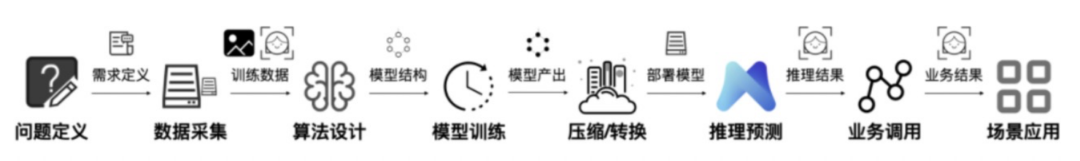 需求定义
训练数据
模型结构
模型产出
部署模型
推理结果
业务结果
问题定义
数据采集
算法设计
模型训练
压缩/转换
推理预测
业务调用
场景应用